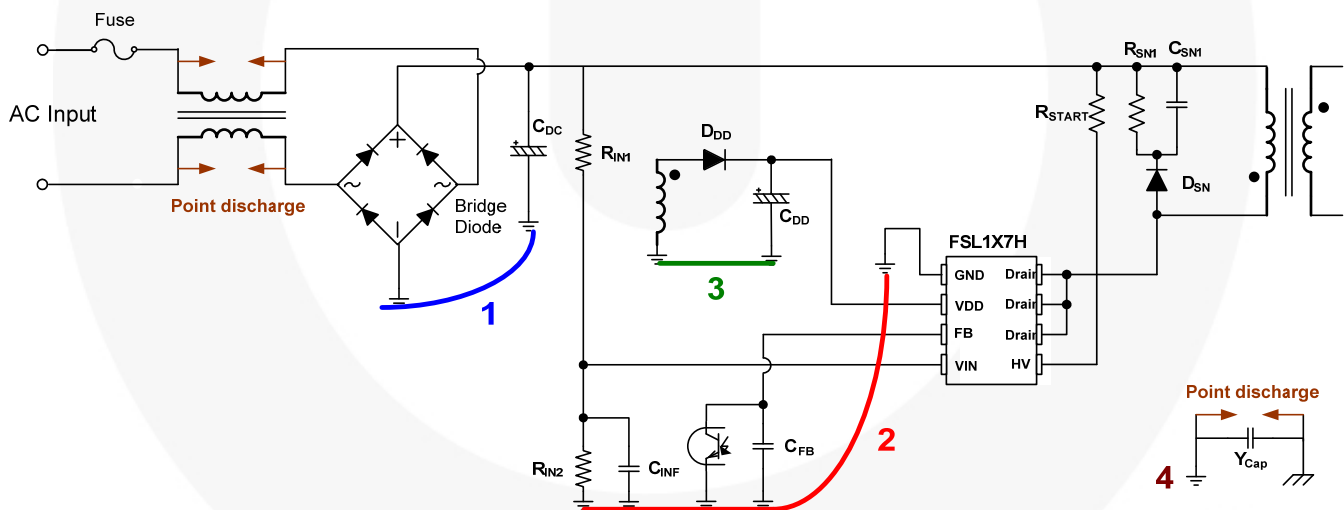 Fuse
AC Input
Point discharge
Bridge
Diode
CDC
1
RIN1
RIN2
CINF
DDD
CDD
3
CFB
2
FSL1X7H
GND
VDD
FB
VIN
Drain
Drain
Drain
HV
RSTART
RSN1
CSN1
DSN
Point discharge
YCap
4